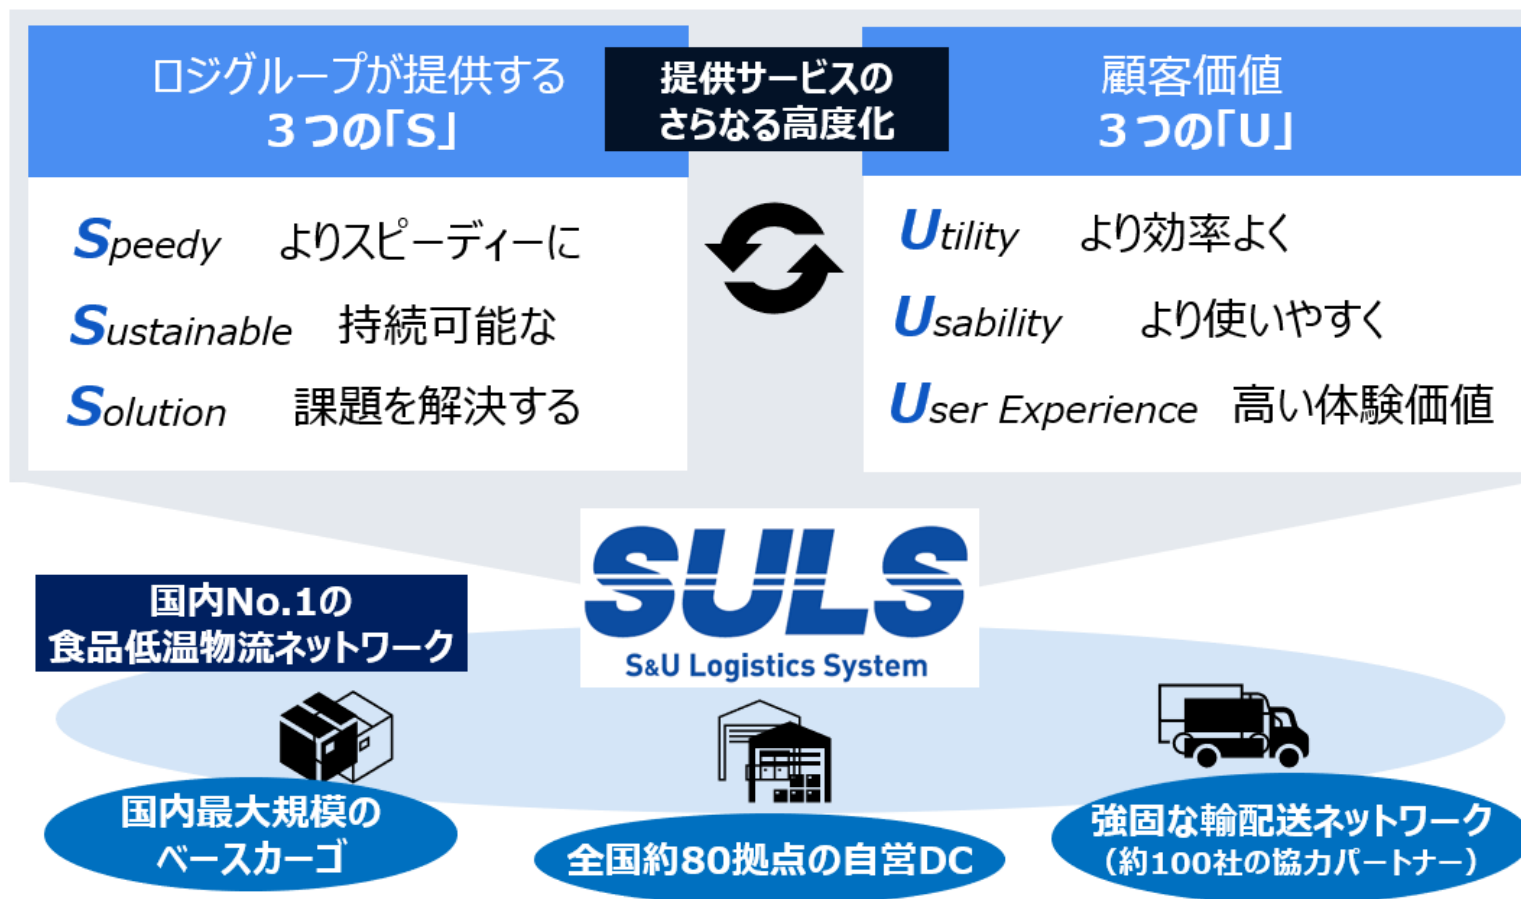 ロジグループが提供する
3つの「S」
提供サービスの
さらなる高度化
顧客価値
3つの「U」
Speedy よりスピーディーに
Sustainable 持続可能な
Solution 課題を解決する
Utility より効率よく
Usability より使いやすく
User Experience 高い体験価値
SULS
S&U Logistics System
国内No.1の
食品低温物流ネットワーク
国内最大規模の
ベースカーゴ
全国約80拠点の自営DC
強固な輸配送ネットワーク
（約100社の協力パートナー）